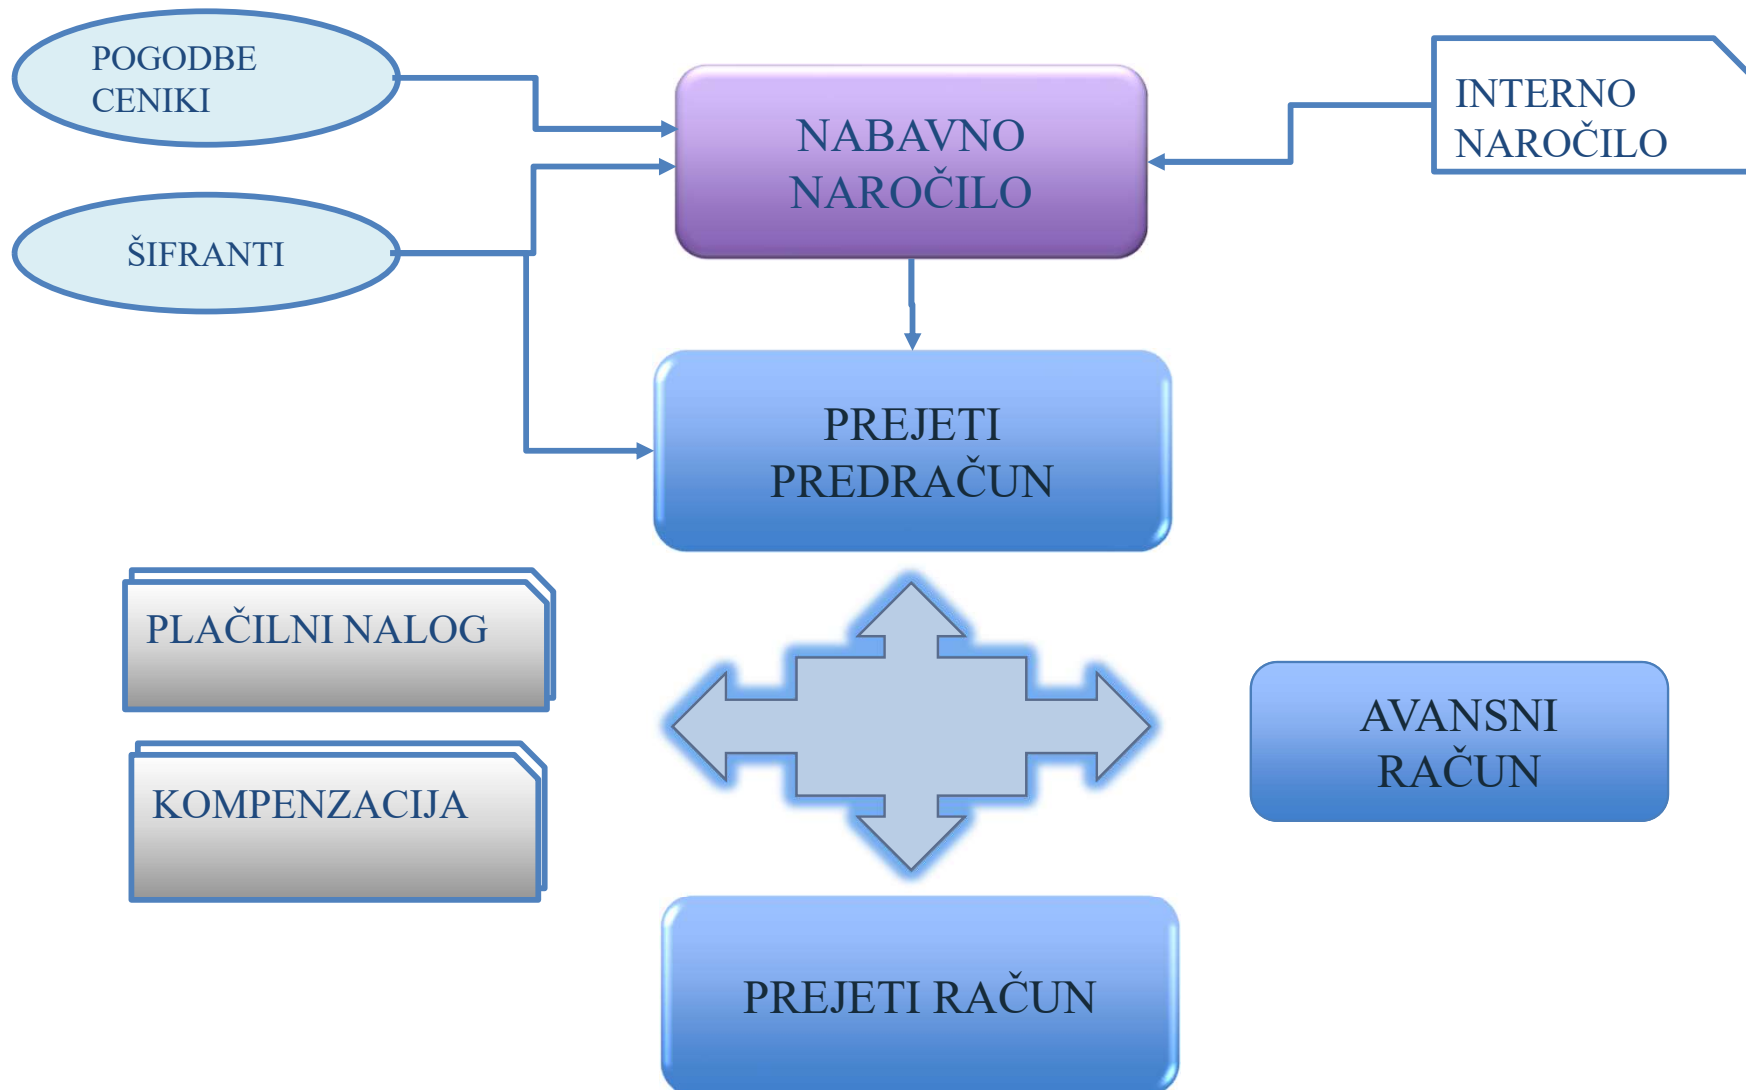 POGODBE
CENIKI
NABAVNO
NAROČILO
INTERNO
NAROČILO
ŠIFRANTI
PREJETI
PREDRAČUN
PLAČILNI NALOG
AVANSNI
RAČUN
KOMPENZACIJA
PREJETI RAČUN